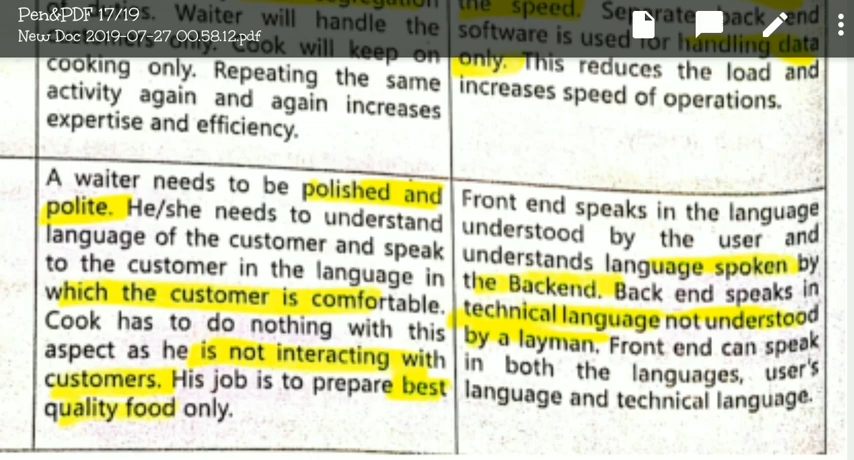 Pen&PDF 17/19
New Doc 2019-07-27 00.58.12.pdf
Waiter will handle the
only. Cook will keep on
cooking only. Repeating the same
activity again and again increases
expertise and efficiency.
the speed. Separate back end
software is used for handling data
only. This reduces the load and
increases speed of operations.
A waiter needs to be polished and
polite. He/she needs to understand
language of the customer and speak
to the customer in the language in
which the customer is comfortable.
Cook has to do nothing with this
aspect as he is not interacting with
customers. His job is to prepare best
quality food only.
Front end speaks in the language
understood by the user and
understands language spoken by
the Backend. Back end speaks in
technical language not understood
by a layman. Front end can speak
in both the languages, user's
language and technical language.